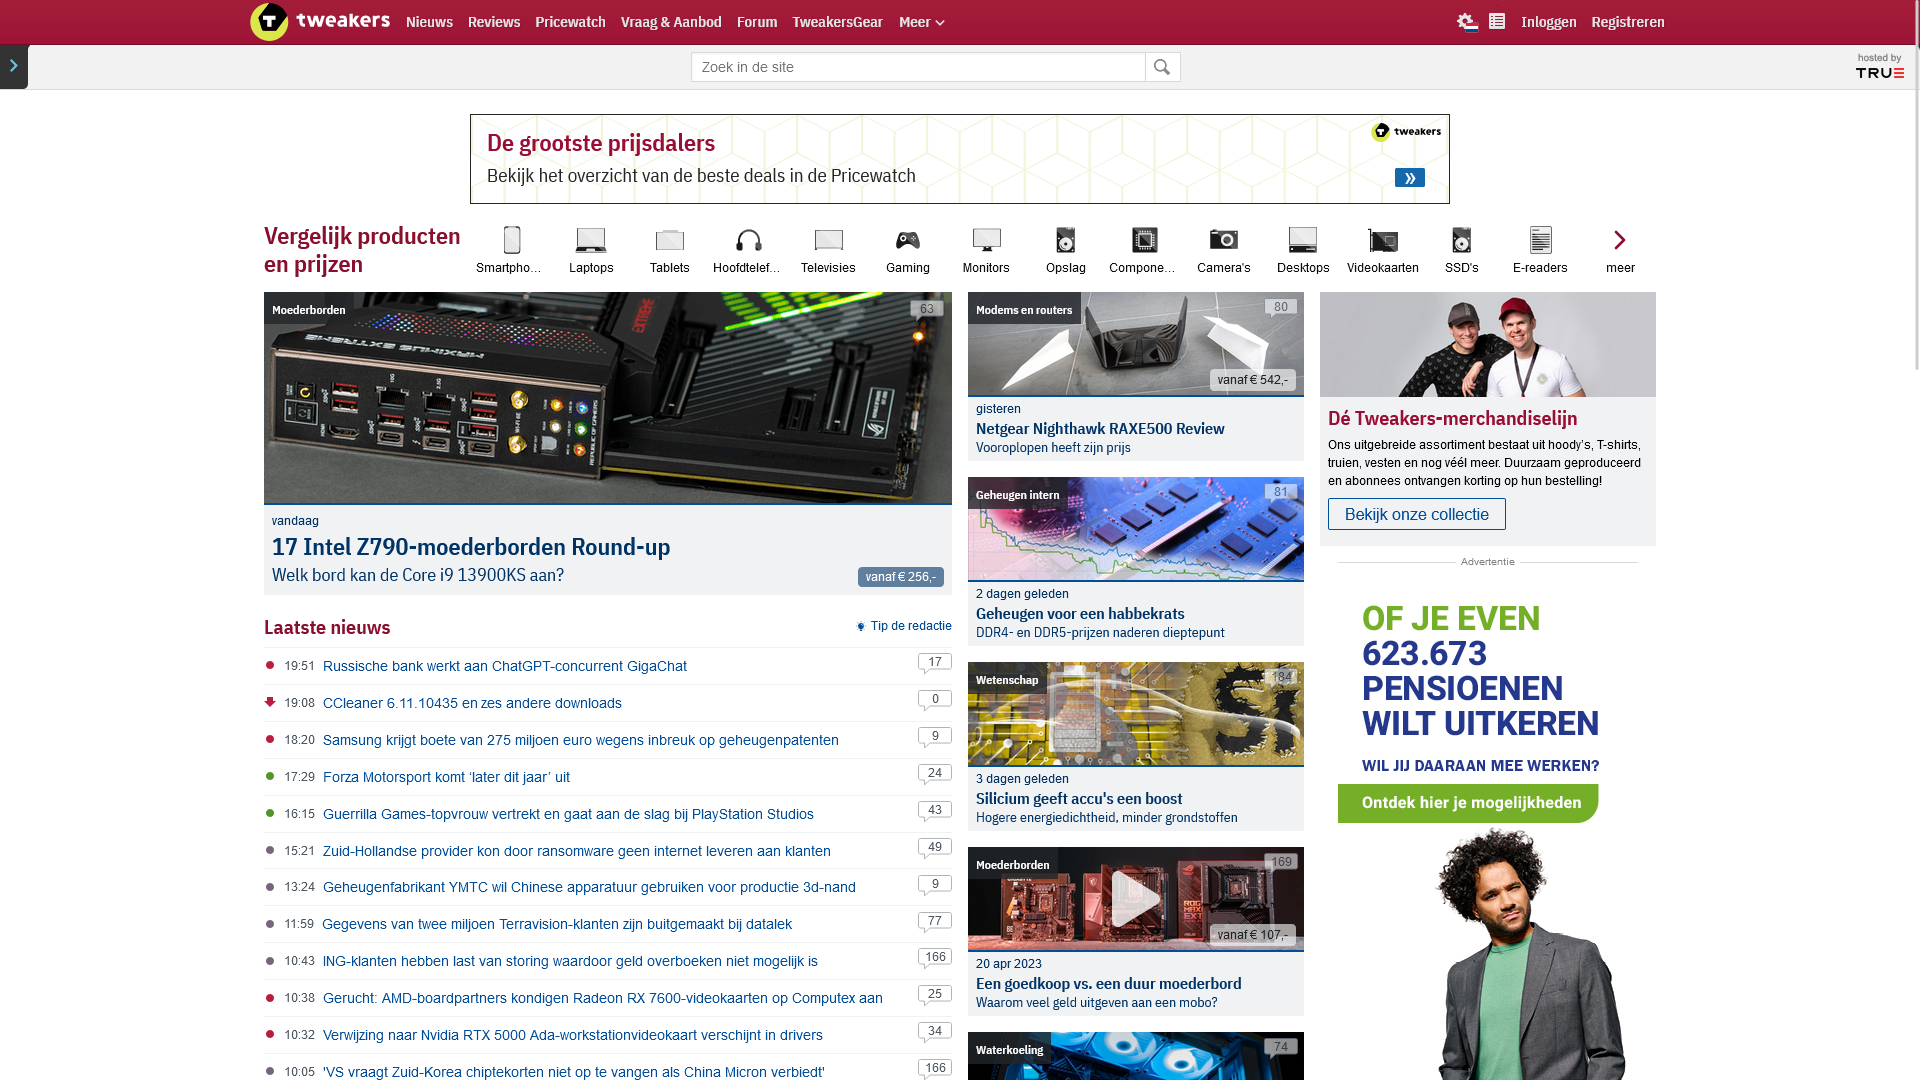 tweakers
Nieuws
Reviews
Pricewatch
Vraag & Aanbod
Forum
TweakersGear
Meer
Inloggen
Registreren
Zoek in de site
hosted by
TRUE
De grootste prijsdalers
Bekijk het overzicht van de beste deals in de Pricewatch
tweakers
Vergelijk producten
en prijzen
Smartpho...
Laptops
Tablets
Hoofdtelef...
Televisies
Gaming
Monitors
Opslag
Compone...
Camera's
Desktops
Videokaarten
SSD's
E-readers
meer
Moederborden
63
EXTREME
MAXIMUS EXTREME
REPUBLIC OF GAMERS
vandaag
17 Intel Z790-moederborden Round-up
Welk bord kan de Core i9 13900KS aan?
vanaf € 256,-
Laatste nieuws
Tip de redactie
19:51 Russische bank werkt aan ChatGPT-concurrent GigaChat 17
19:08 CCleaner 6.11.10435 en zes andere downloads 0
18:20 Samsung krijgt boete van 275 miljoen euro wegens inbreuk op geheugenpatenten 9
17:29 Forza Motorsport komt ‘later dit jaar’ uit 24
16:15 Guerrilla Games-topvrouw vertrekt en gaat aan de slag bij PlayStation Studios 43
15:21 Zuid-Hollandse provider kon door ransomware geen internet leveren aan klanten 49
13:24 Geheugenfabrikant YMTC wil Chinese apparatuur gebruiken voor productie 3d-nand 9
11:59 Gegevens van twee miljoen Terravision-klanten zijn buitgemaakt bij datalek 77
10:43 ING-klanten hebben last van storing waardoor geld overboeken niet mogelijk is 166
10:38 Gerucht: AMD-boardpartners kondigen Radeon RX 7600-videokaarten op Computex aan 25
10:32 Verwijzing naar Nvidia RTX 5000 Ada-workstationvideokaart verschijnt in drivers 34
10:05 'VS vraagt Zuid-Korea chiptekorten niet op te vangen als China Micron verbiedt' 166
Modems en routers
80
vanaf € 542,-
gisteren
Netgear Nighthawk RAXE500 Review
Vooroplopen heeft zijn prijs
Geheugen intern
81
2 dagen geleden
Geheugen voor een habbekrats
DDR4- en DDR5-prijzen naderen dieptepunt
Wetenschap
184
Si
3 dagen geleden
Silicium geeft accu's een boost
Hogere energiedichtheid, minder grondstoffen
Moederborden
169
vanaf € 107,-
20 apr 2023
Een goedkoop vs. een duur moederbord
Waarom veel geld uitgeven aan een mobo?
Waterkoeling
74
Dé Tweakers-merchandiselijn
Ons uitgebreide assortiment bestaat uit hoody’s, T-shirts,
truien, vesten en nog véél meer. Duurzaam geproduceerd
en abonnees ontvangen korting op hun bestelling!
Bekijk onze collectie
Advertentie
OF JE EVEN
623.673
PENSIOENEN
WILT UITKEREN
WIL JIJ DAARAAN MEE WERKEN?
Ontdek hier je mogelijkheden